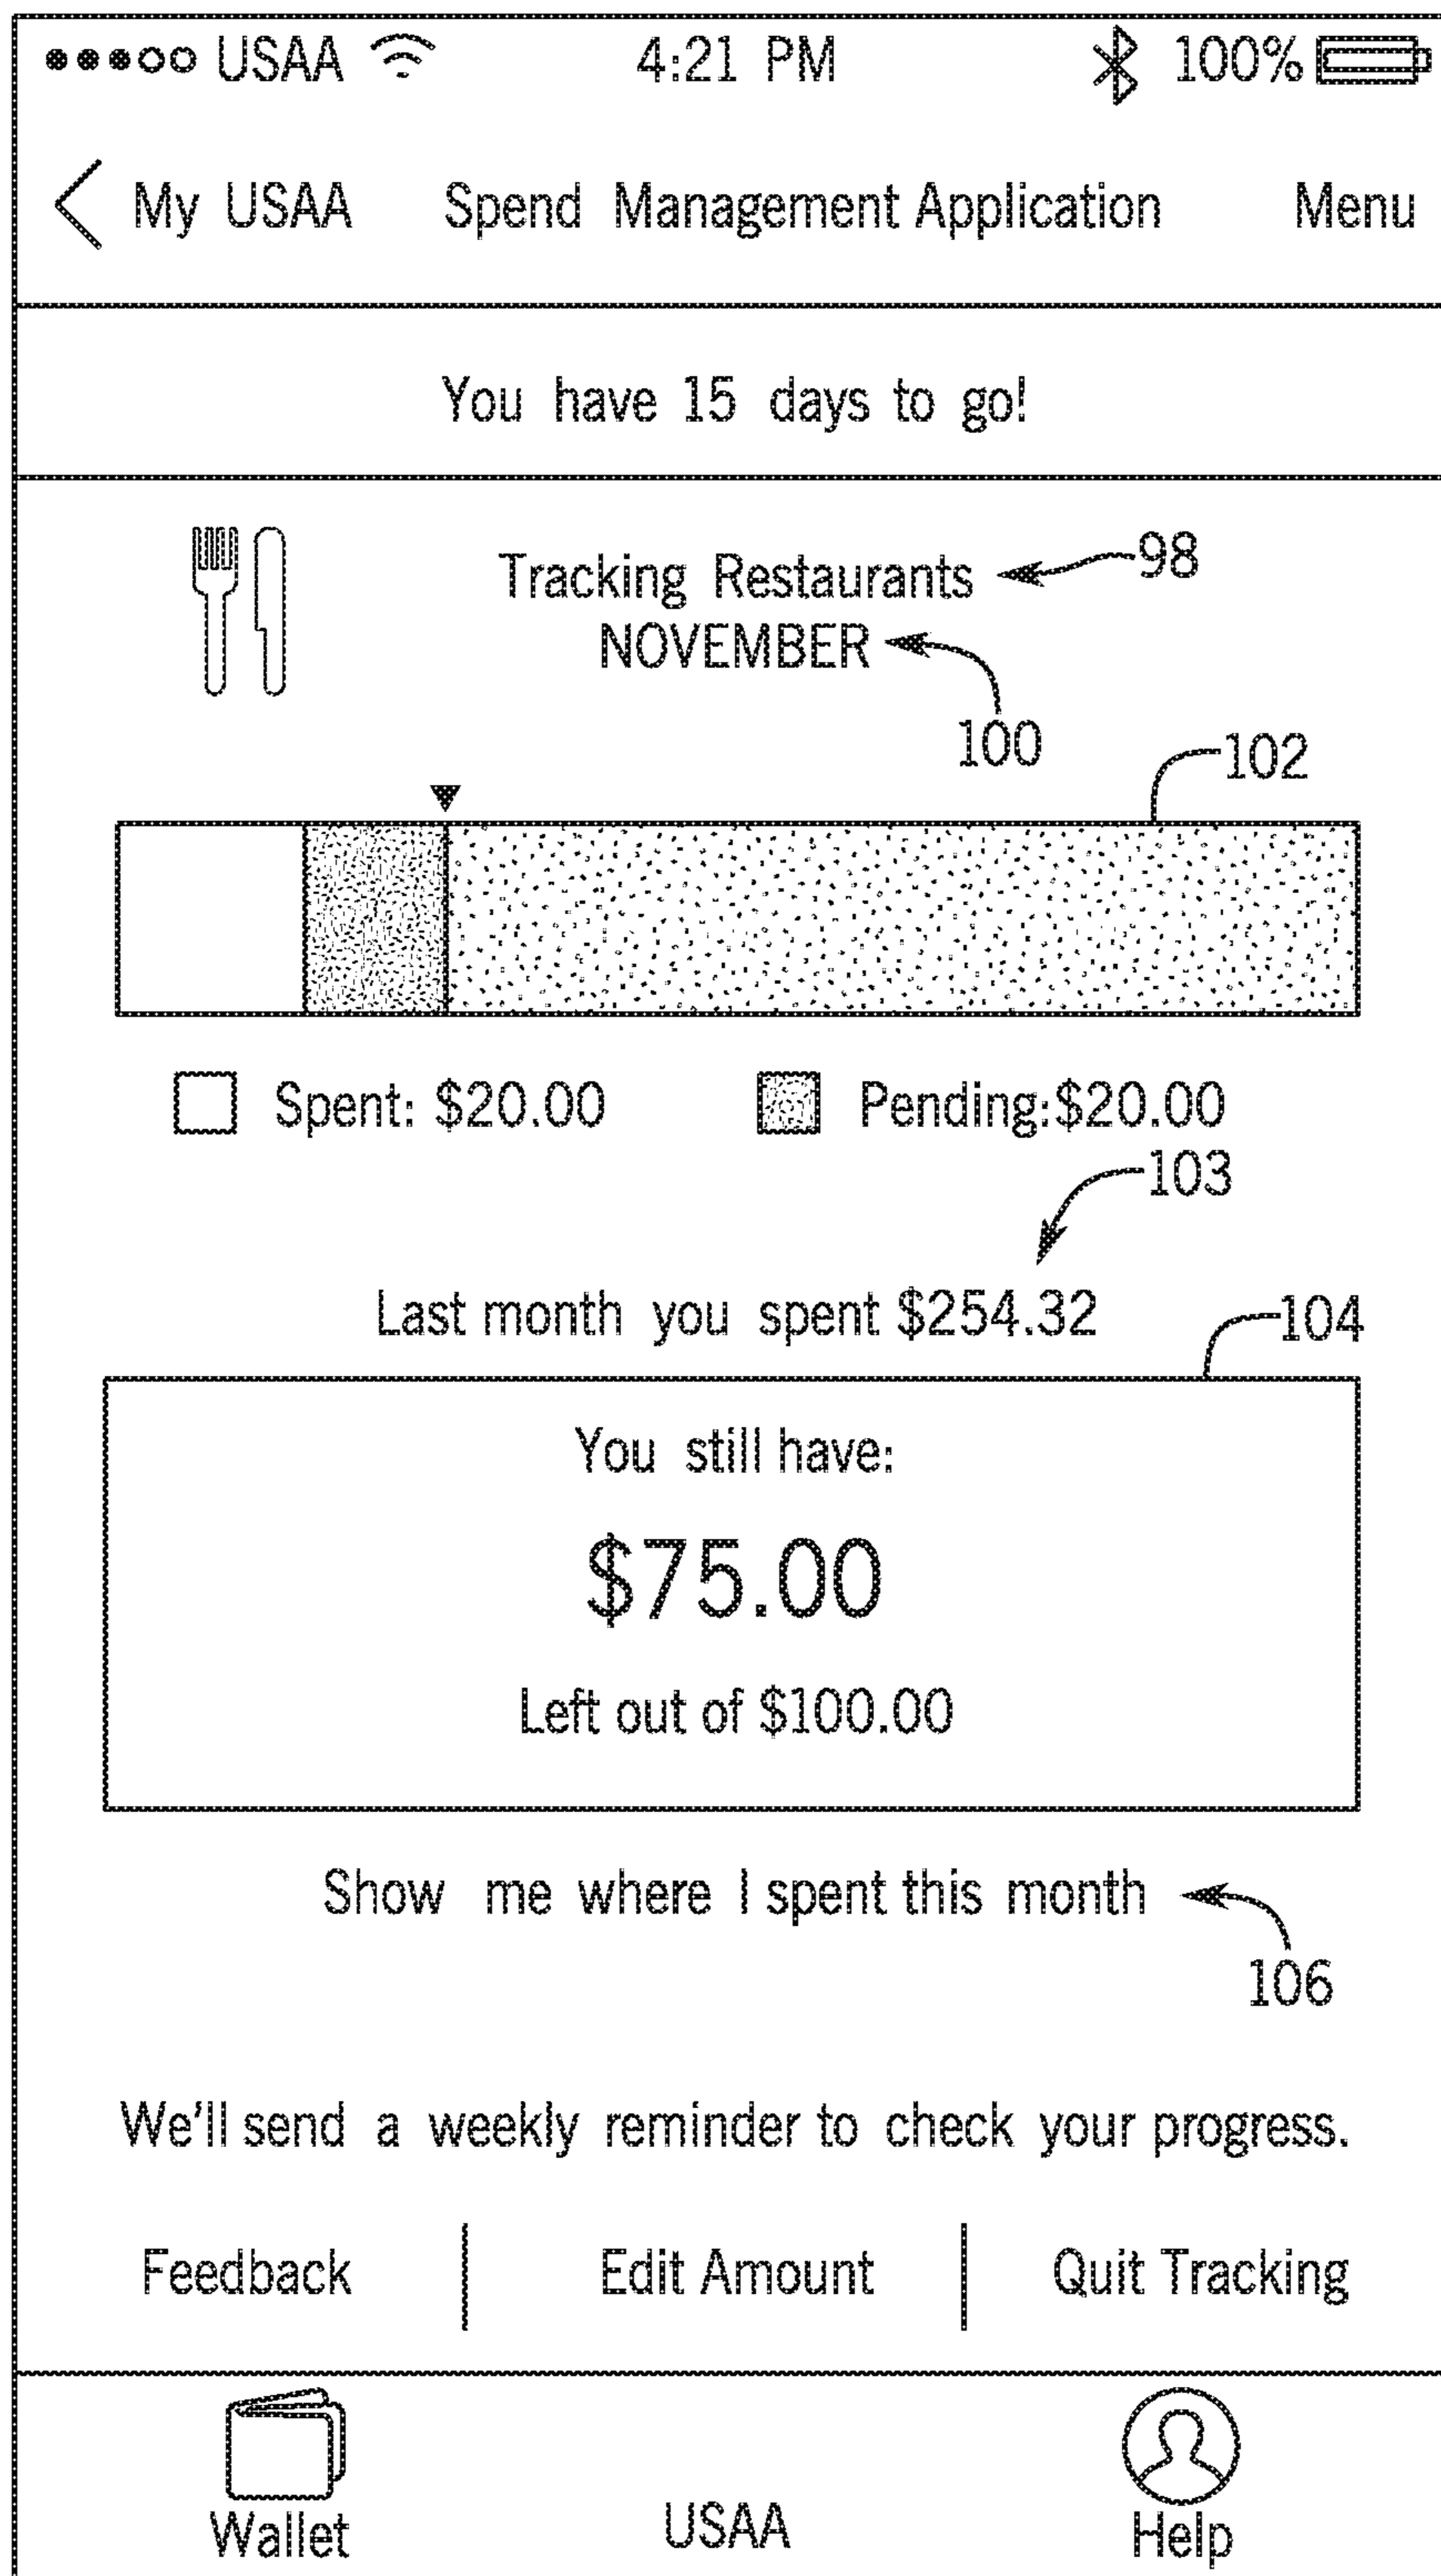 USAA 4:21 PM 100%
My USAA Spend Management Application Menu
You have 15 days to go!
Tracking Restaurants 98
NOVEMBER
100
102
Spent: $20.00 Pending:$20.00
103
Last month you spent $254.32
104
You still have:
$75.00
Left out of $100.00
Show me where I spent this month
106
We'll send a weekly reminder to check your progress.
Feedback Edit Amount Quit Tracking
Wallet USAA Help